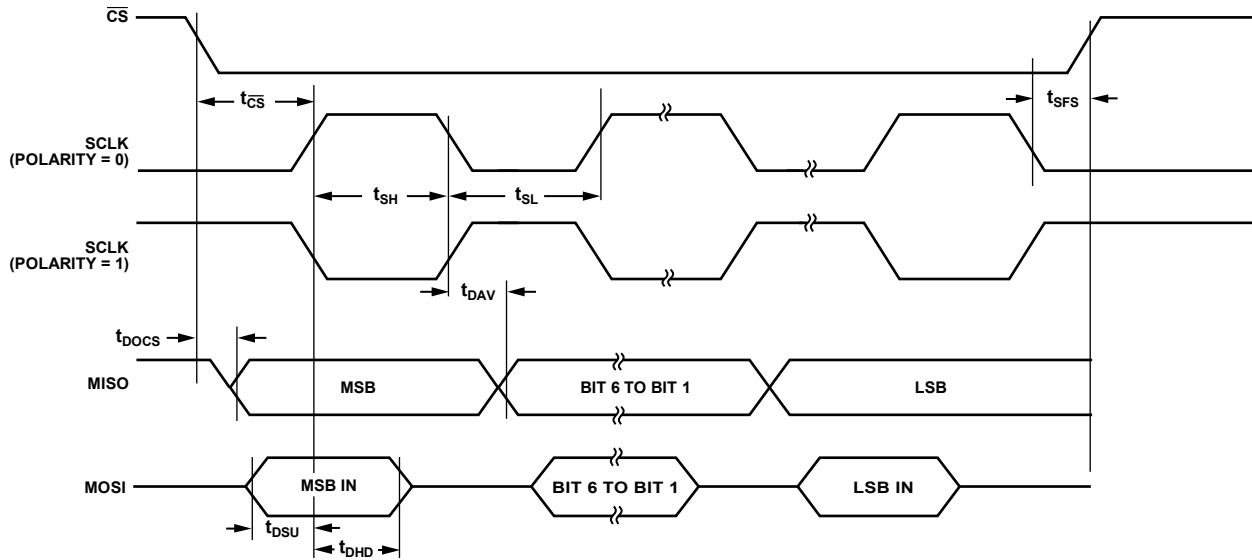 CS
tCS
tSFS
SCLK
(POLARITY = 0)
tSH
tSL
SCLK
(POLARITY = 1)
tDAV
tDOCS
MISO
MSB
BIT 6 TO BIT 1
LSB
MOSI
MSB IN
BIT 6 TO BIT 1
LSB IN
tDSU
tDHD